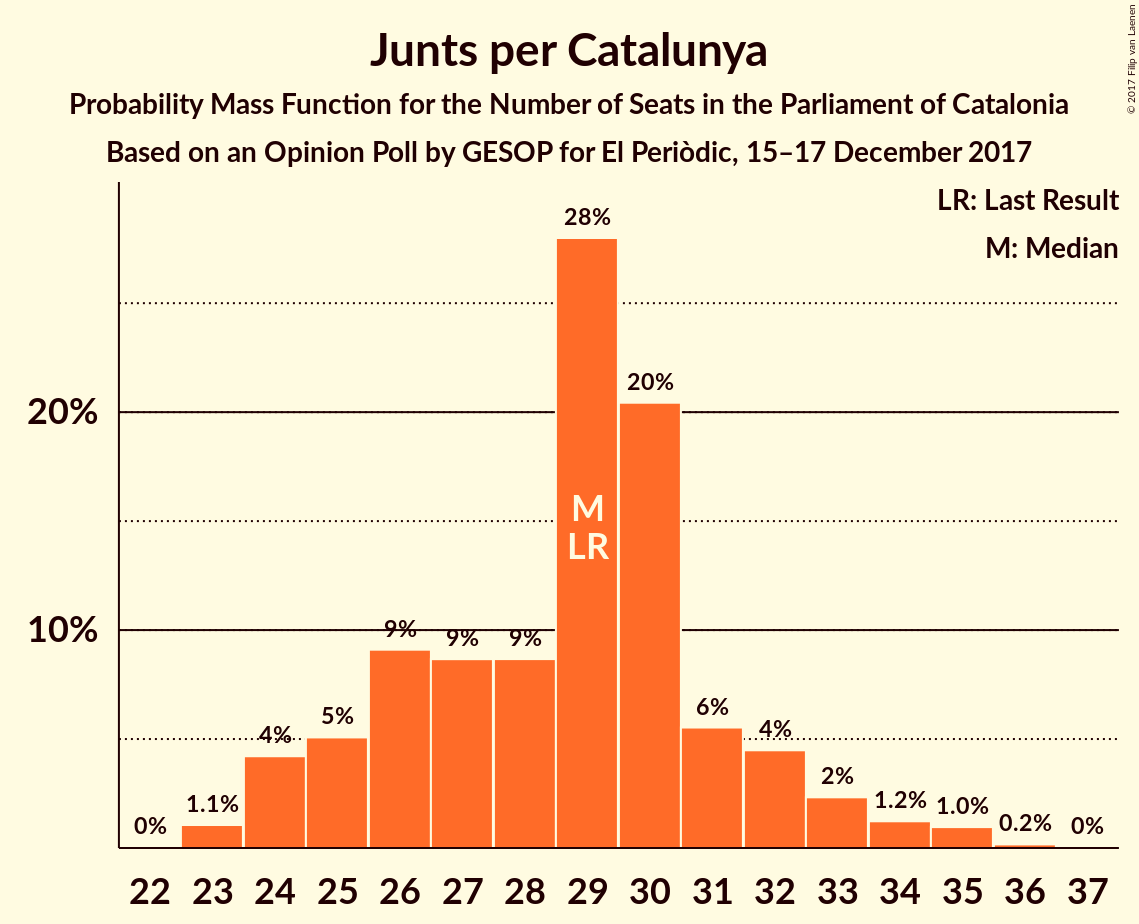 Junts per Catalunya
Probability Mass Function for the Number of Seats in the Parliament of Catalonia
Based on an Opinion Poll by GESOP for El Periòdic, 15–17 December 2017
© 2017 Filip van Laenen
LR: Last Result
M: Median
28%
20%
20%
M
LR
10%
9%
9%
9%
6%
5%
4%
4%
2%
1.1%
1.2%
1.0%
0%
0.2%
0%
22 23 24 25 26 27 28 29 30 31 32 33 34 35 36 37